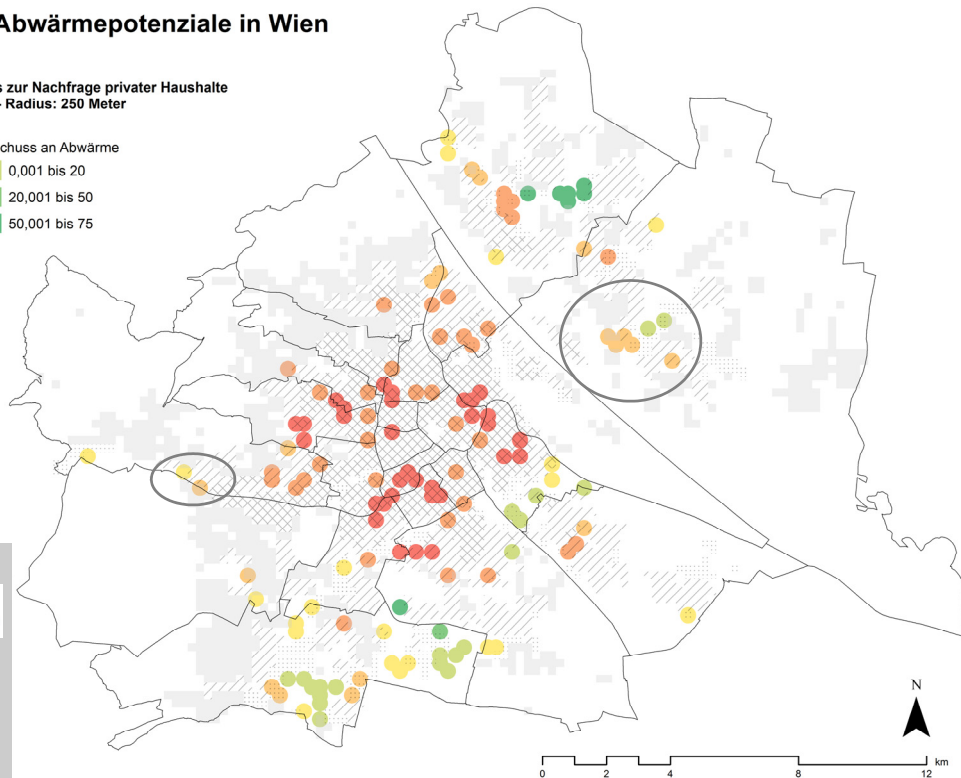 Abwärmepotenziale in Wien
zur Nachfrage privater Haushalte
Radius: 250 Meter
an Abwärme
0,001 bis 20
20,001 bis 50
50,001 bis 75
N
km
0 2 4 8 12